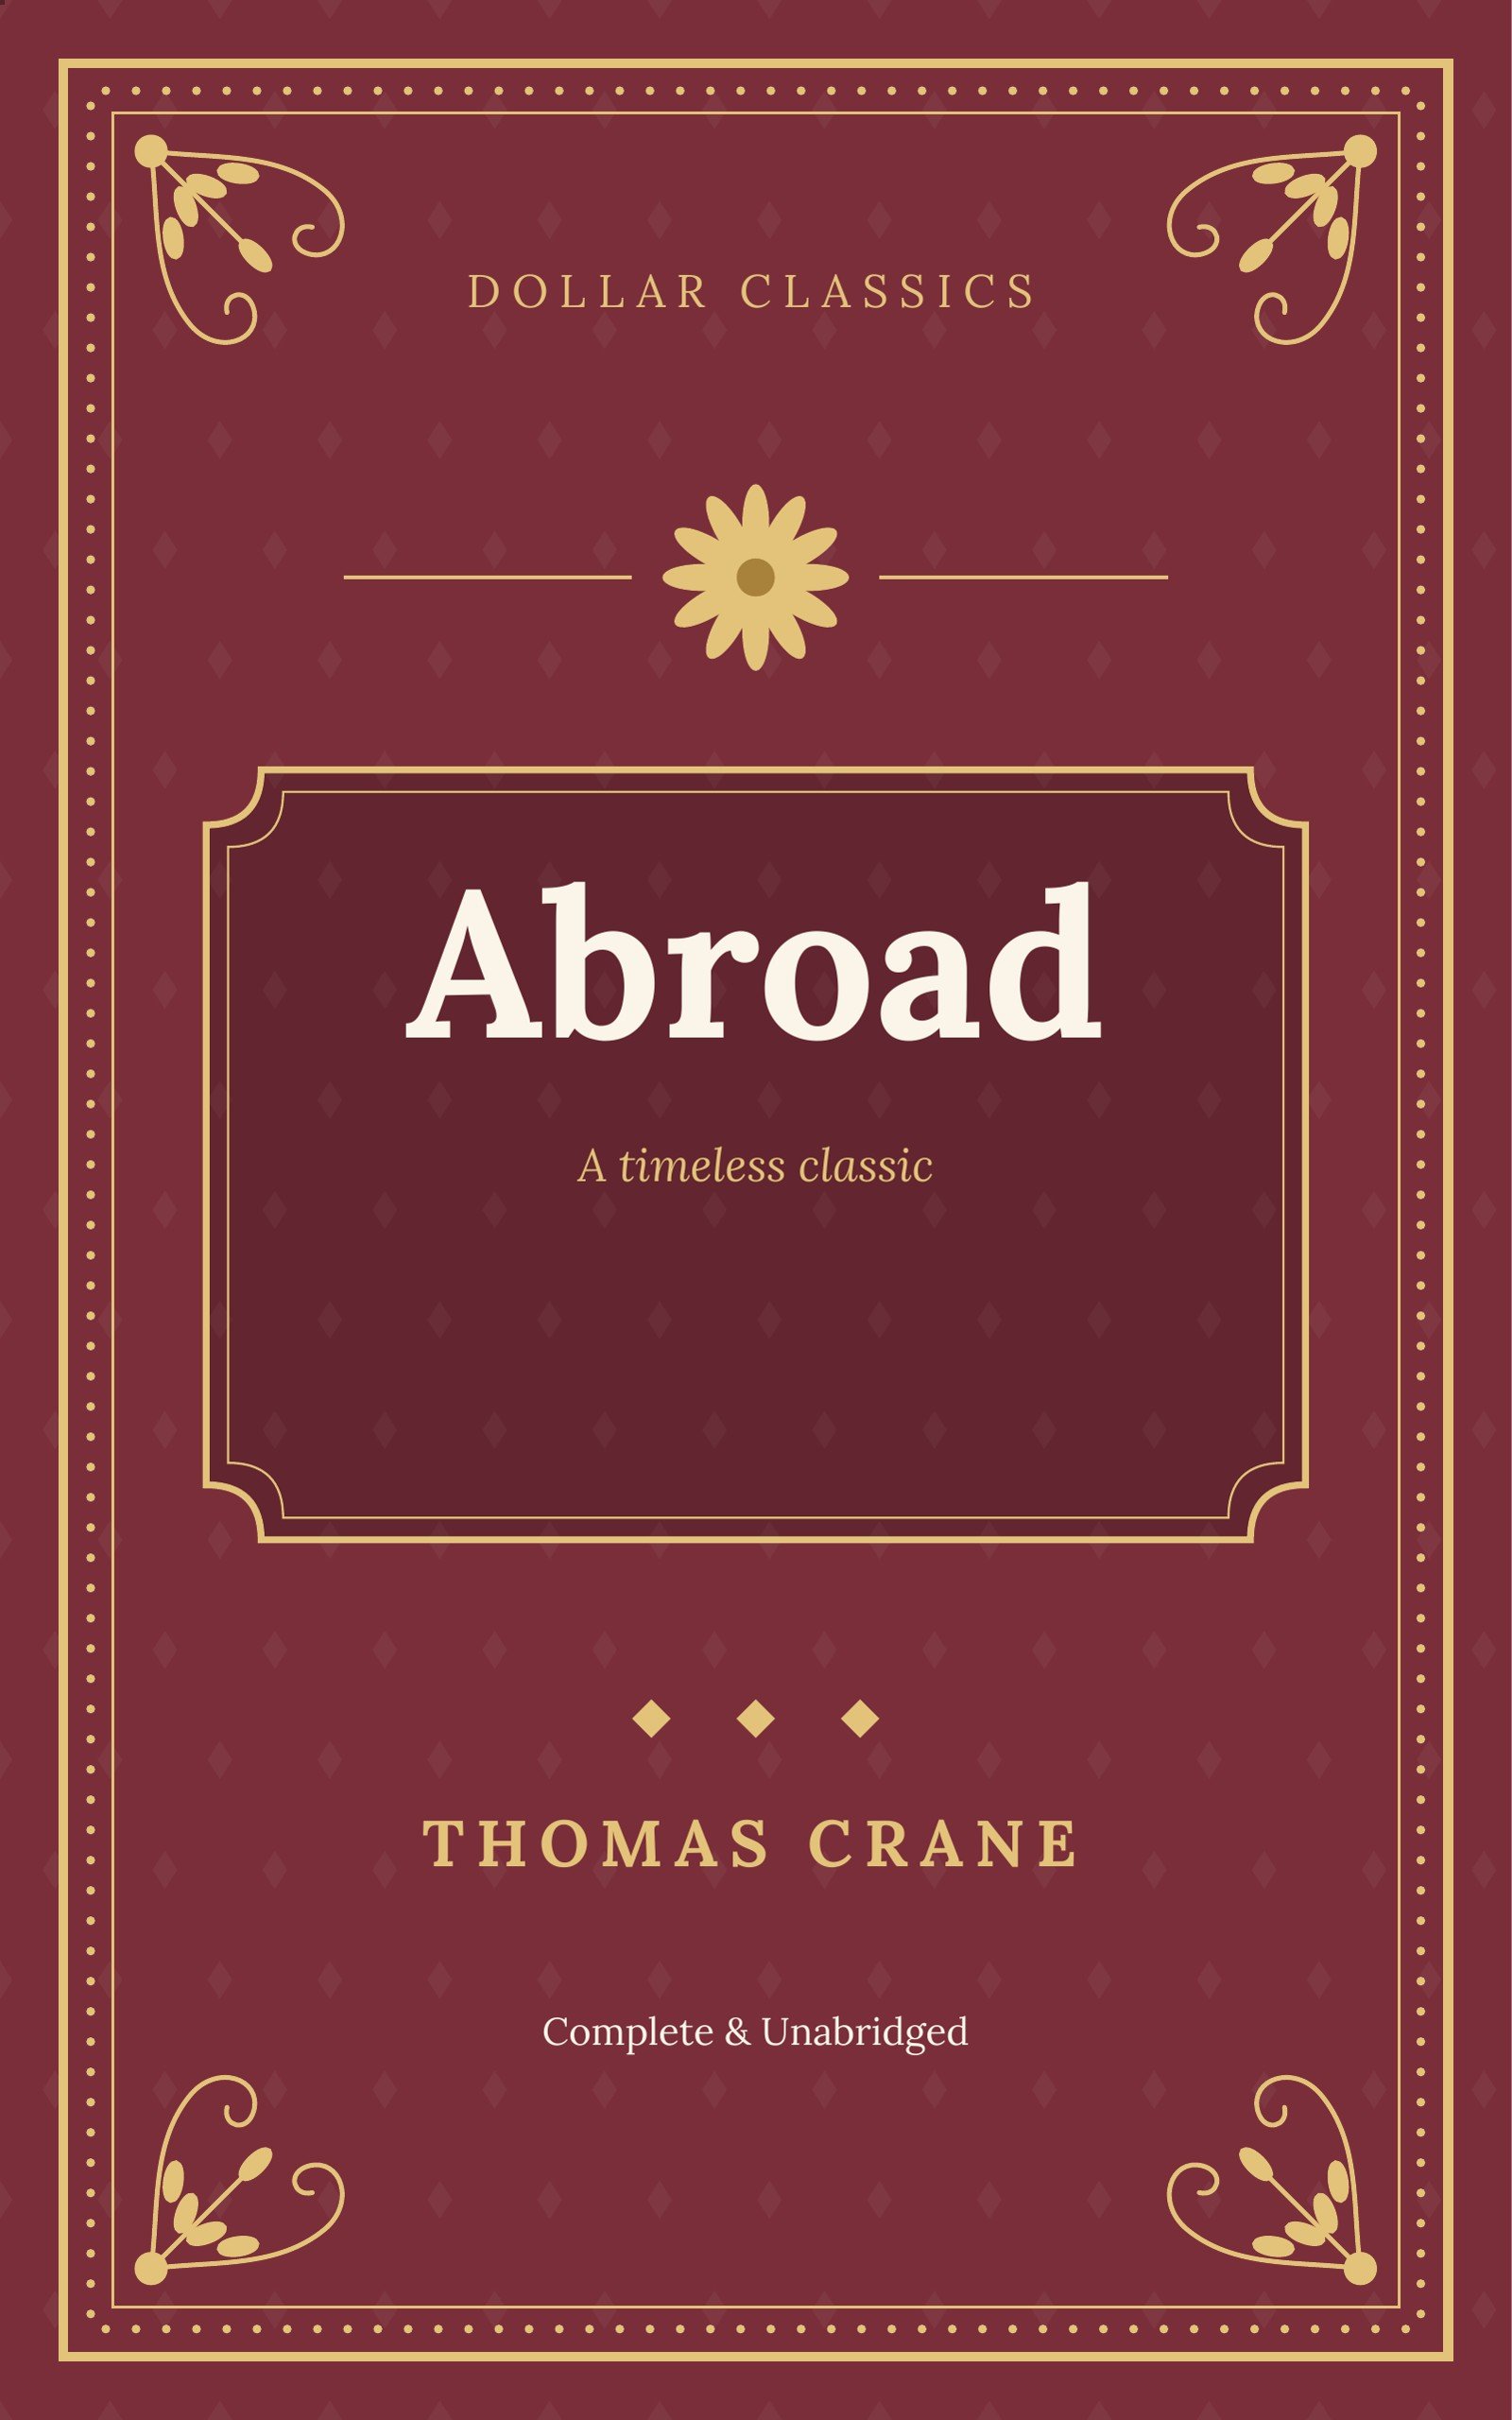 DOLLAR CLASSICS
Abroad
A timeless classic
THOMAS CRANE
Complete & Unabridged